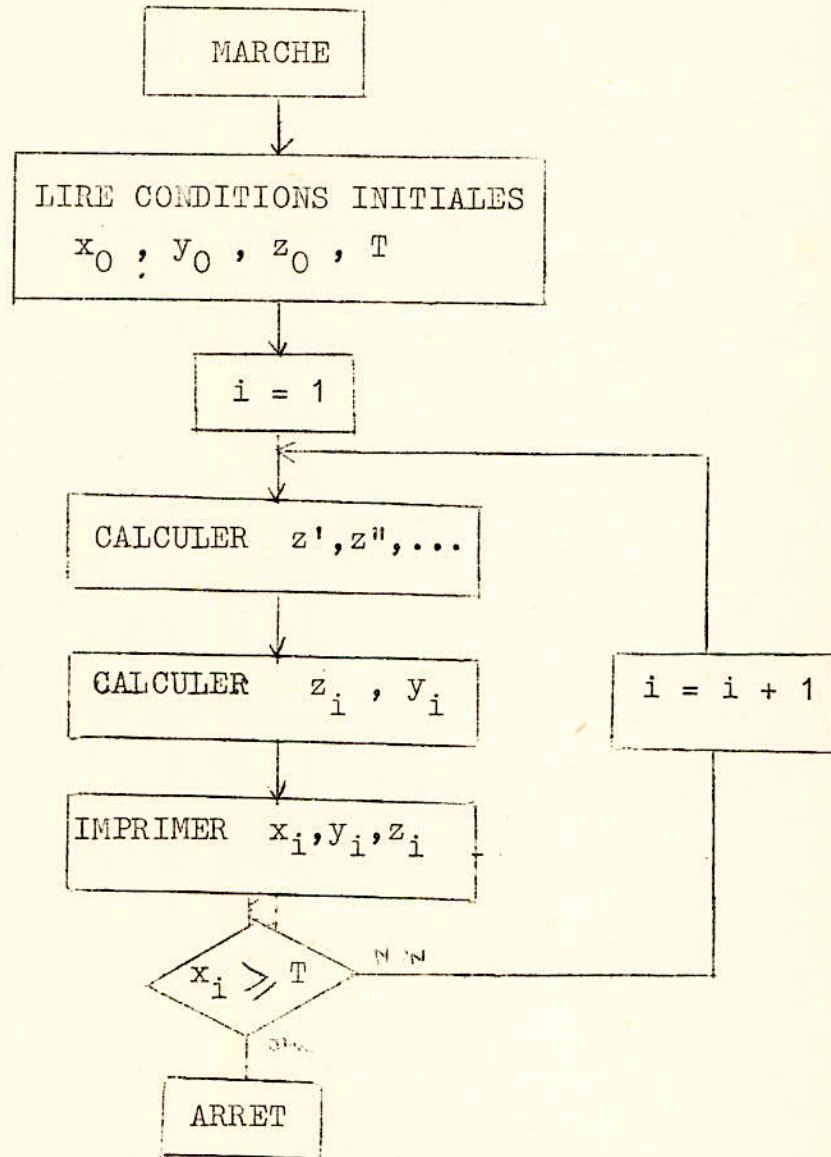 MARCHE
LIRE CONDITIONS INITIALES
x₀ , y₀ , z₀ , T
i = 1
CALCULER z',z",...
CALCULER zᵢ , yᵢ
i = i + 1
IMPRIMER xᵢ,yᵢ,zᵢ
xᵢ ⩾ T
ARRET